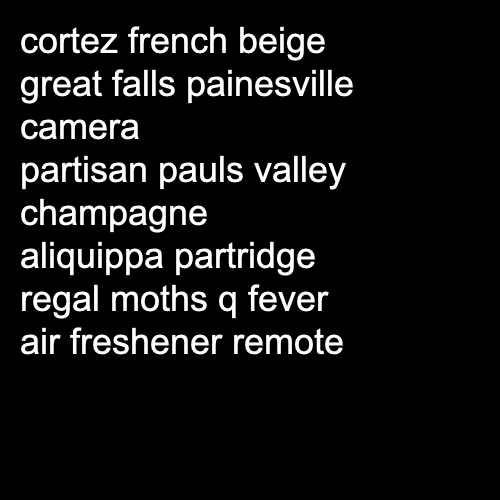 cortez french beige
great falls painesville
camera
partisan pauls valley
champagne
aliquippa partridge
regal moths q fever
air freshener remote